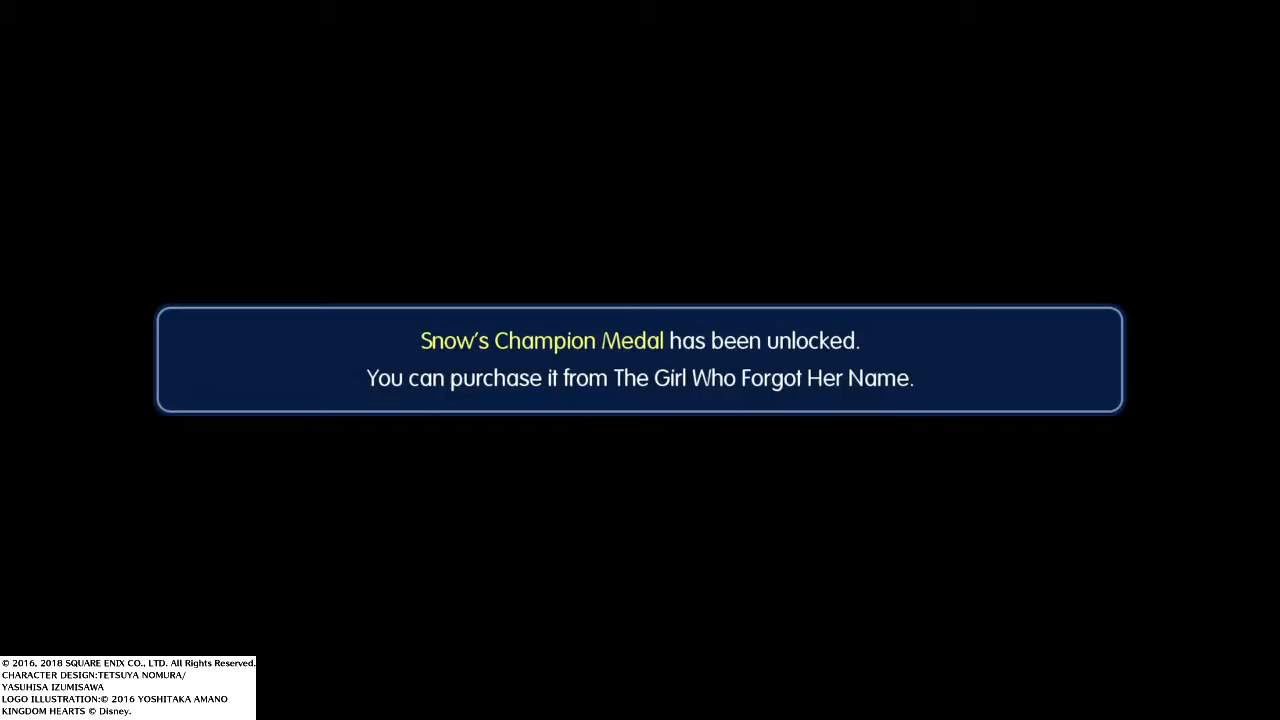 Snow's Champion Medal has been unlocked.
You can purchase it from The Girl Who Forgot Her Name.
© 2016, 2018 SQUARE ENIX CO., LTD. All Rights Reserved.
CHARACTER DESIGN:TETSUYA NOMURA/
YASUHISA IZUMISAWA
LOGO ILLUSTRATION:© 2016 YOSHITAKA AMANO
KINGDOM HEARTS © Disney.